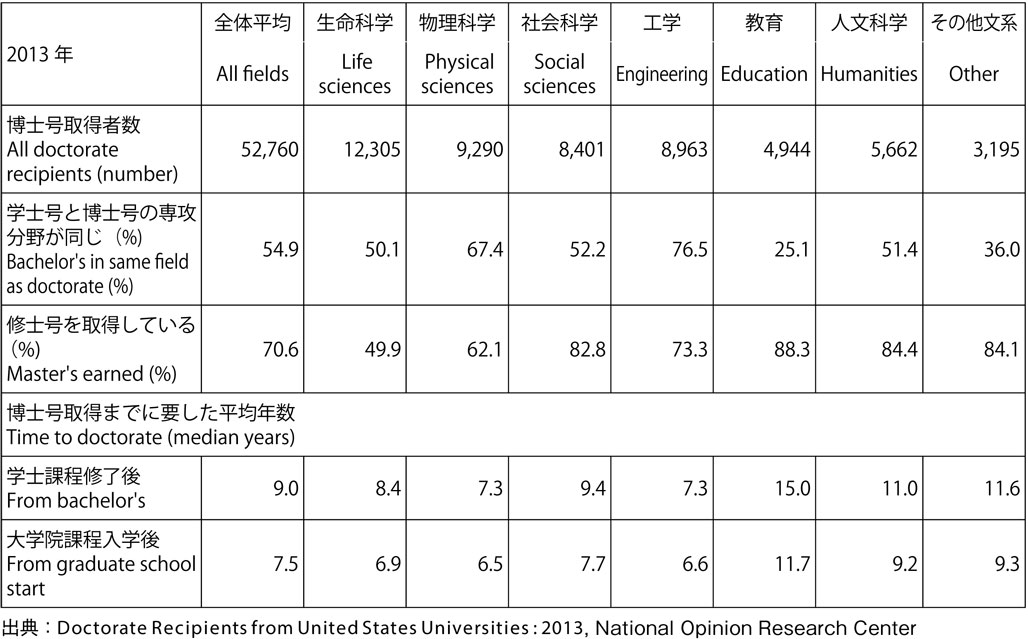 2013 年
全体平均 生命科学 物理科学 社会科学 工学 教育 人文科学 その他文系
All fields Life sciences Physical sciences Social sciences Engineering Education Humanities Other
博士号取得者数
All doctorate
recipients (number)
52,760 12,305 9,290 8,401 8,963 4,944 5,662 3,195
学士号と博士号の専攻
分野が同じ（%）
Bachelor's in same field
as doctorate (%)
54.9 50.1 67.4 52.2 76.5 25.1 51.4 36.0
修士号を取得している
（%）
Master's earned (%)
70.6 49.9 62.1 82.8 73.3 88.3 84.4 84.1
博士号取得までに要した平均年数
Time to doctorate (median years)
学士課程修了後
From bachelor's
9.0 8.4 7.3 9.4 7.3 15.0 11.0 11.6
大学院課程入学後
From graduate school
start
7.5 6.9 6.5 7.7 6.6 11.7 9.2 9.3
出典：Doctorate Recipients from United States Universities : 2013, National Opinion Research Center